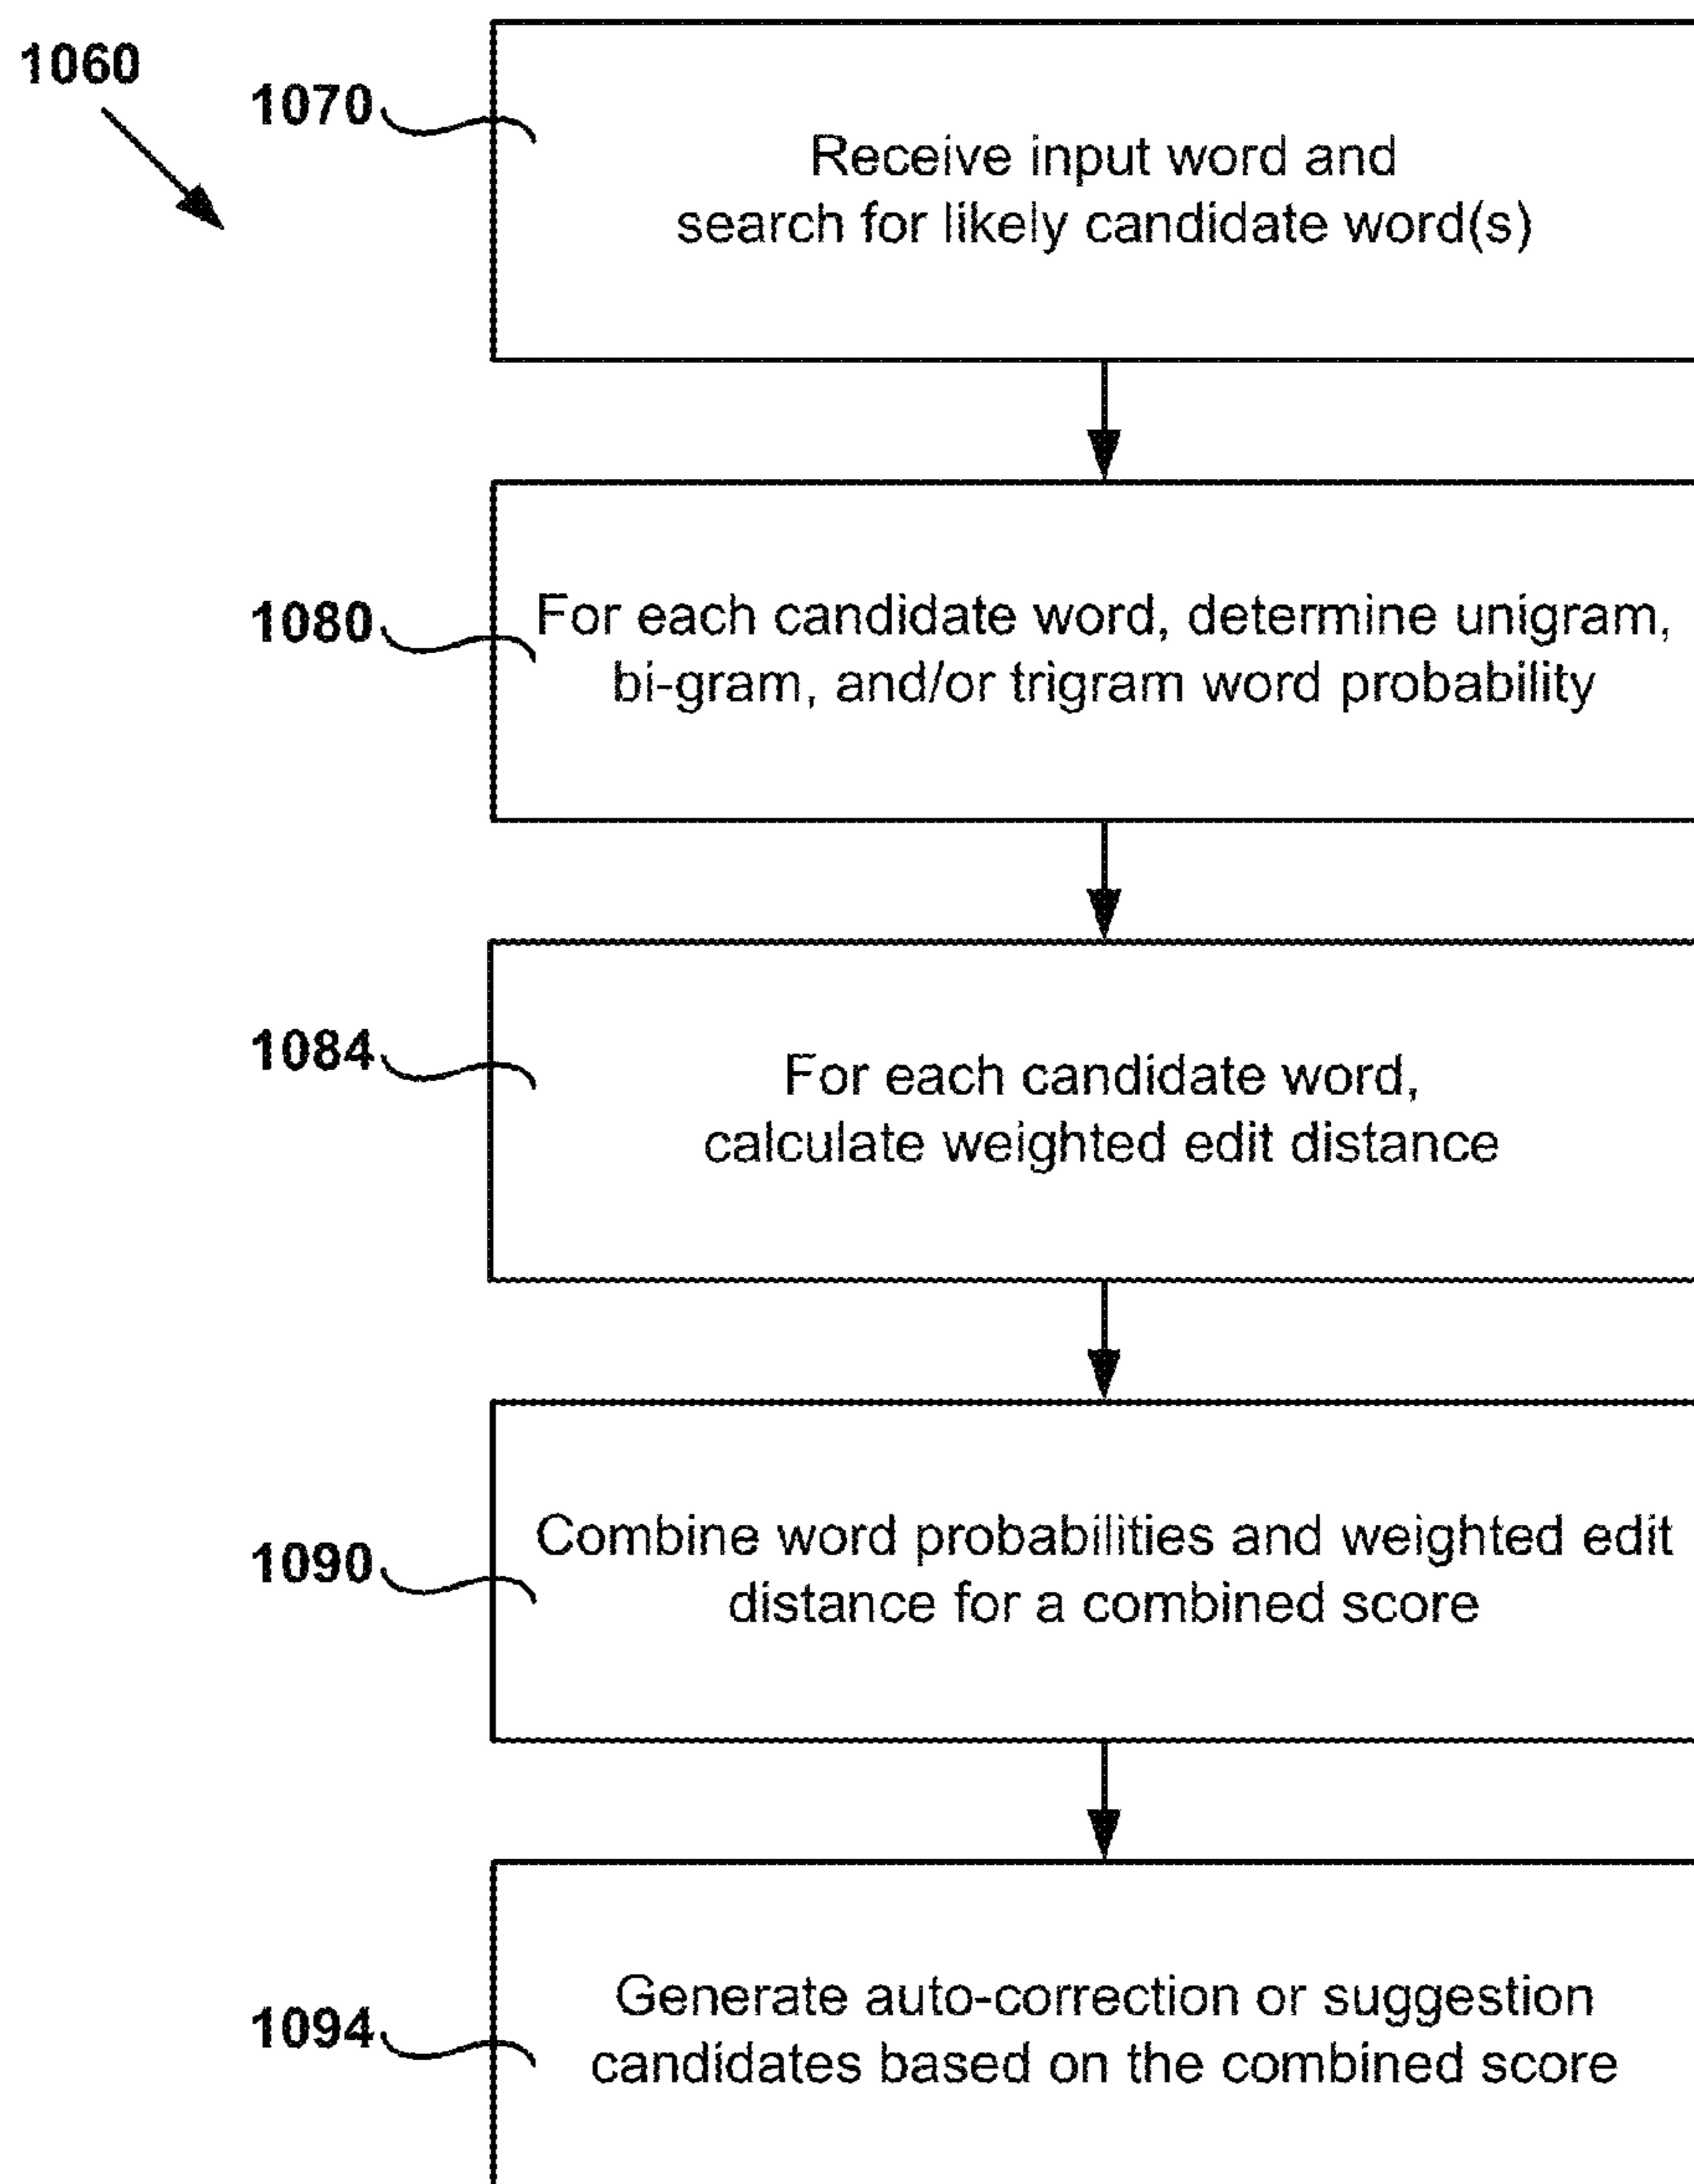 1060
1070
Receive input word and
search for likely candidate word(s)
1080
For each candidate word, determine unigram,
bi-gram, and/or trigram word probability
1084
For each candidate word,
calculate weighted edit distance
1090
Combine word probabilities and weighted edit
distance for a combined score
1094
Generate auto-correction or suggestion
candidates based on the combined score